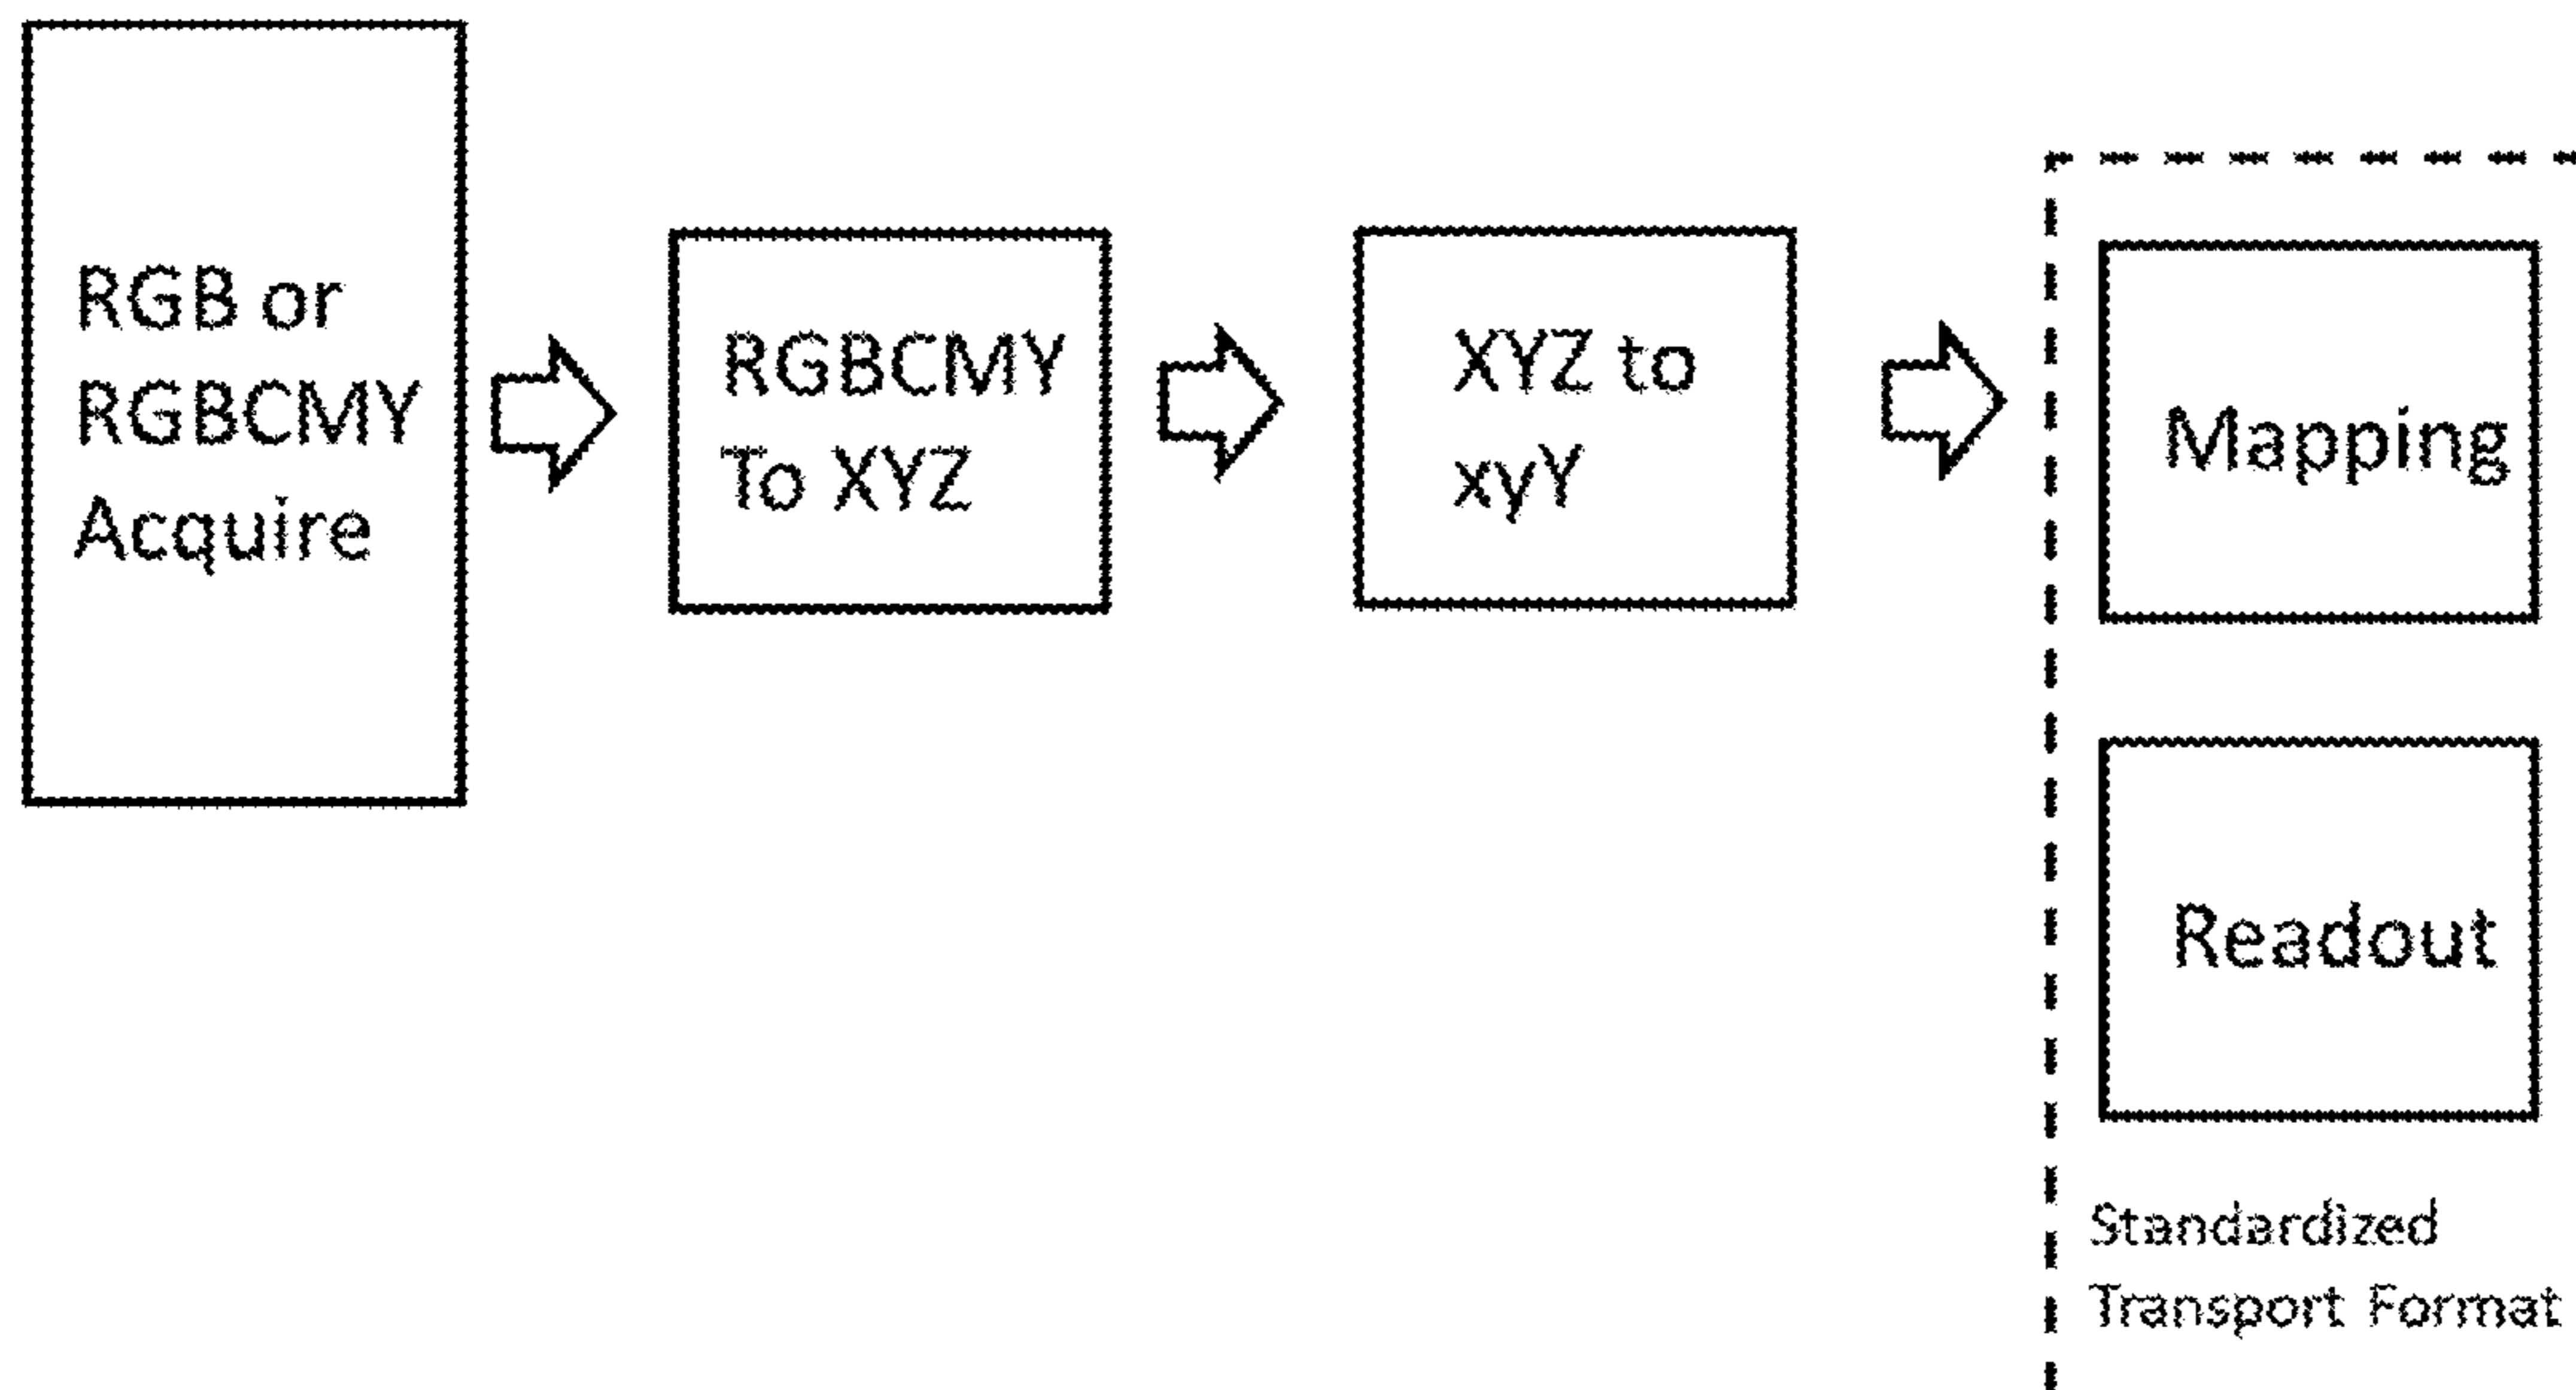 RGB or
RGBCMY
Acquire
RGBCMY
To XYZ
XYZ to
xyY
Mapping
Readout
Standardized
Transport Format